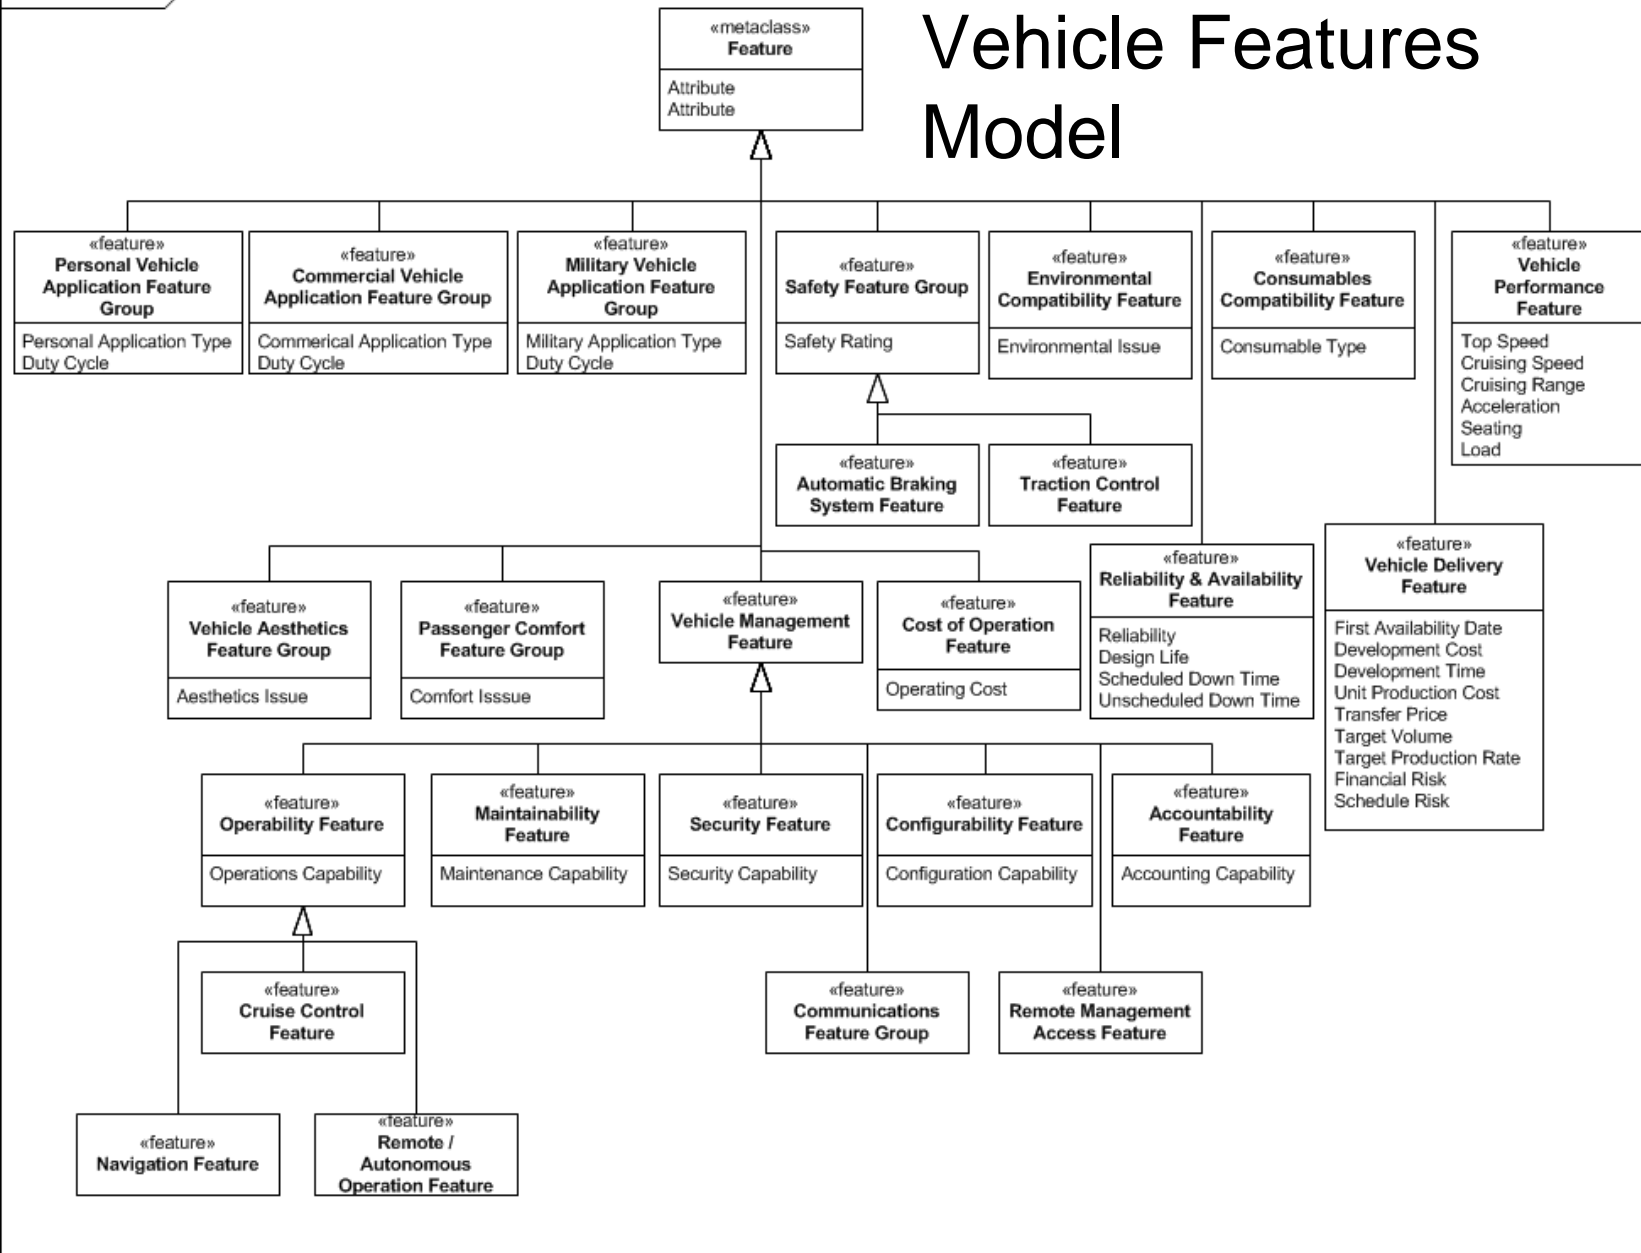 Vehicle Features
Model
«metaclass»
Feature
Attribute
Attribute
«feature»
Personal Vehicle
Application Feature
Group
Personal Application Type
Duty Cycle
«feature»
Commercial Vehicle
Application Feature Group
Commerical Application Type
Duty Cycle
«feature»
Military Vehicle
Application Feature
Group
Military Application Type
Duty Cycle
«feature»
Safety Feature Group
Safety Rating
«feature»
Environmental
Compatibility Feature
Environmental Issue
«feature»
Consumables
Compatibility Feature
Consumable Type
«feature»
Vehicle
Performance
Feature
Top Speed
Cruising Speed
Cruising Range
Acceleration
Seating
Load
«feature»
Automatic Braking
System Feature
«feature»
Traction Control
Feature
«feature»
Vehicle Aesthetics
Feature Group
Aesthetics Issue
«feature»
Passenger Comfort
Feature Group
Comfort Isssue
«feature»
Vehicle Management
Feature
«feature»
Cost of Operation
Feature
Operating Cost
«feature»
Reliability & Availability
Feature
Reliability
Design Life
Scheduled Down Time
Unscheduled Down Time
«feature»
Vehicle Delivery
Feature
First Availability Date
Development Cost
Development Time
Unit Production Cost
Transfer Price
Target Volume
Target Production Rate
Financial Risk
Schedule Risk
«feature»
Operability Feature
Operations Capability
«feature»
Maintainability
Feature
Maintenance Capability
«feature»
Security Feature
Security Capability
«feature»
Configurability Feature
Configuration Capability
«feature»
Accountability
Feature
Accounting Capability
«feature»
Cruise Control
Feature
«feature»
Communications
Feature Group
«feature»
Remote Management
Access Feature
«feature»
Navigation Feature
«feature»
Remote /
Autonomous
Operation Feature